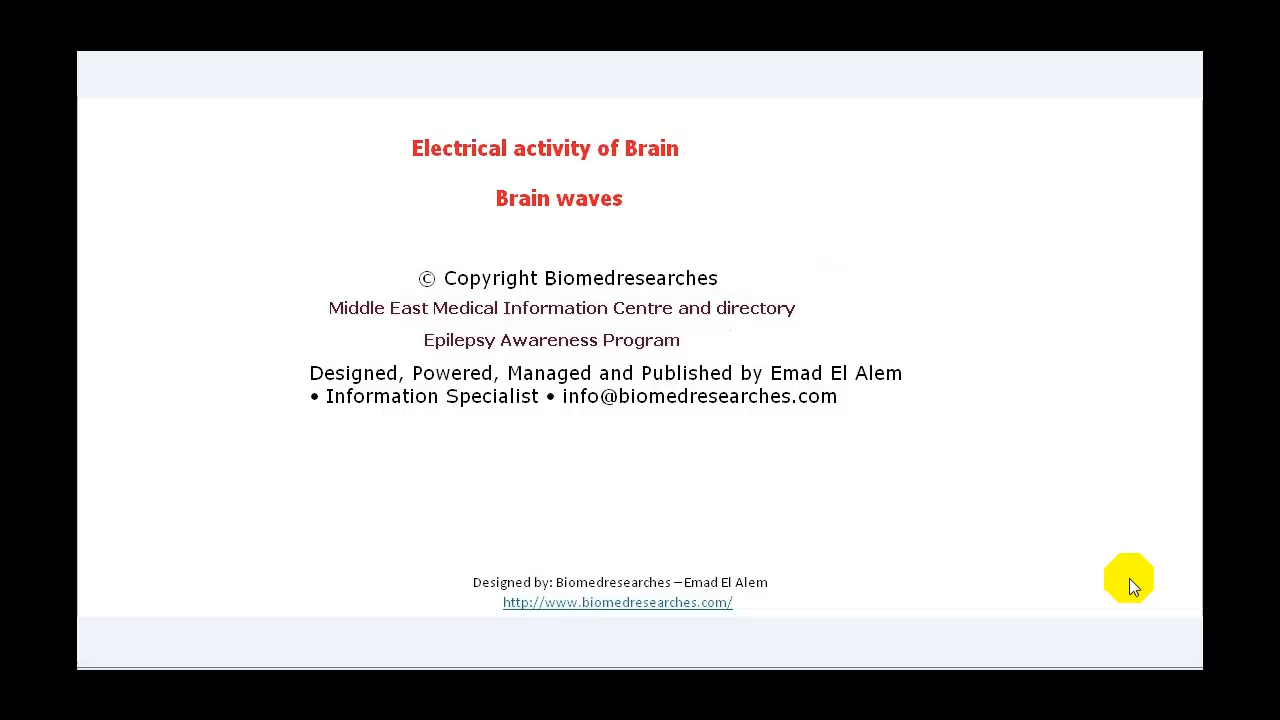 Electrical activity of Brain
Brain waves
© Copyright Biomedresearches
Middle East Medical Information Centre and directory
Epilepsy Awareness Program
Designed, Powered, Managed and Published by Emad El Alem
• Information Specialist • info@biomedresearches.com
Designed by: Biomedresearches – Emad El Alem
http://www.biomedresearches.com/